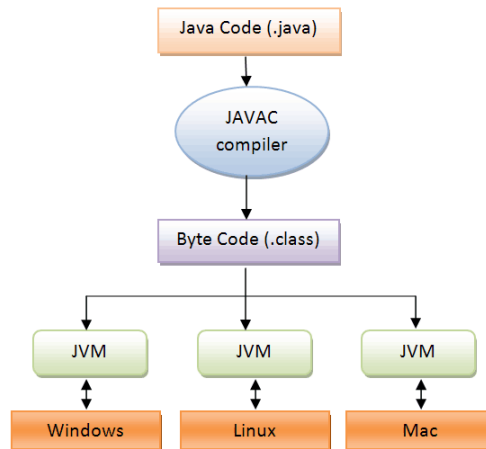 Java Code (.java)
JAVAC
compiler
Byte Code (.class)
JVM
JVM
JVM
Windows
Linux
Mac